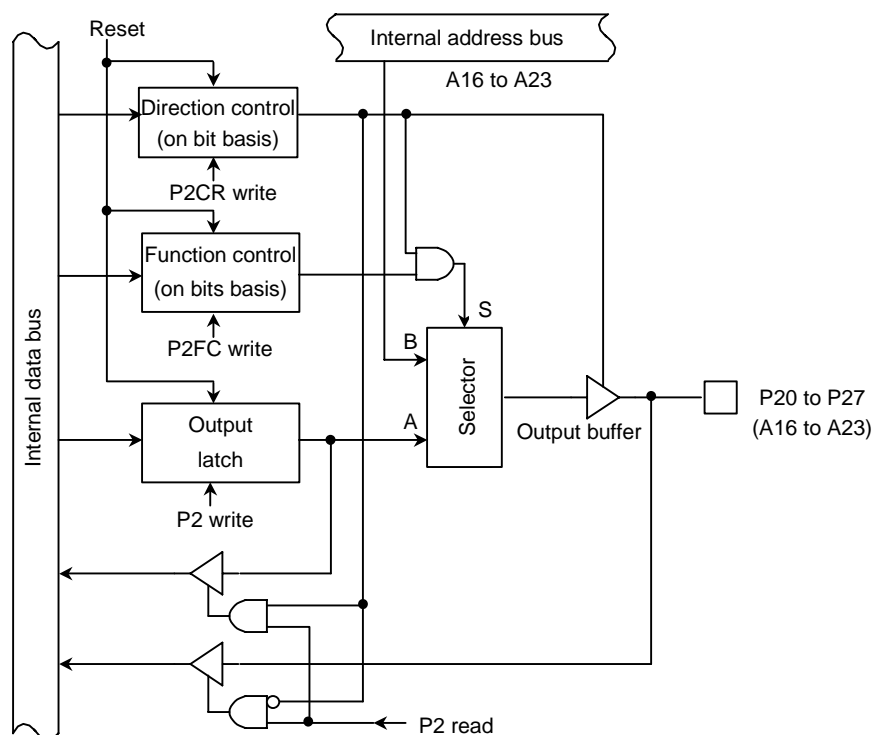 Reset
Internal address bus
A16 to A23
Direction control
(on bit basis)
P2CR write
Function control
(on bits basis)
P2FC write
S
B
Internal data bus
Selector
P20 to P27
(A16 to A23)
Output buffer
A
Output
latch
P2 write
P2 read